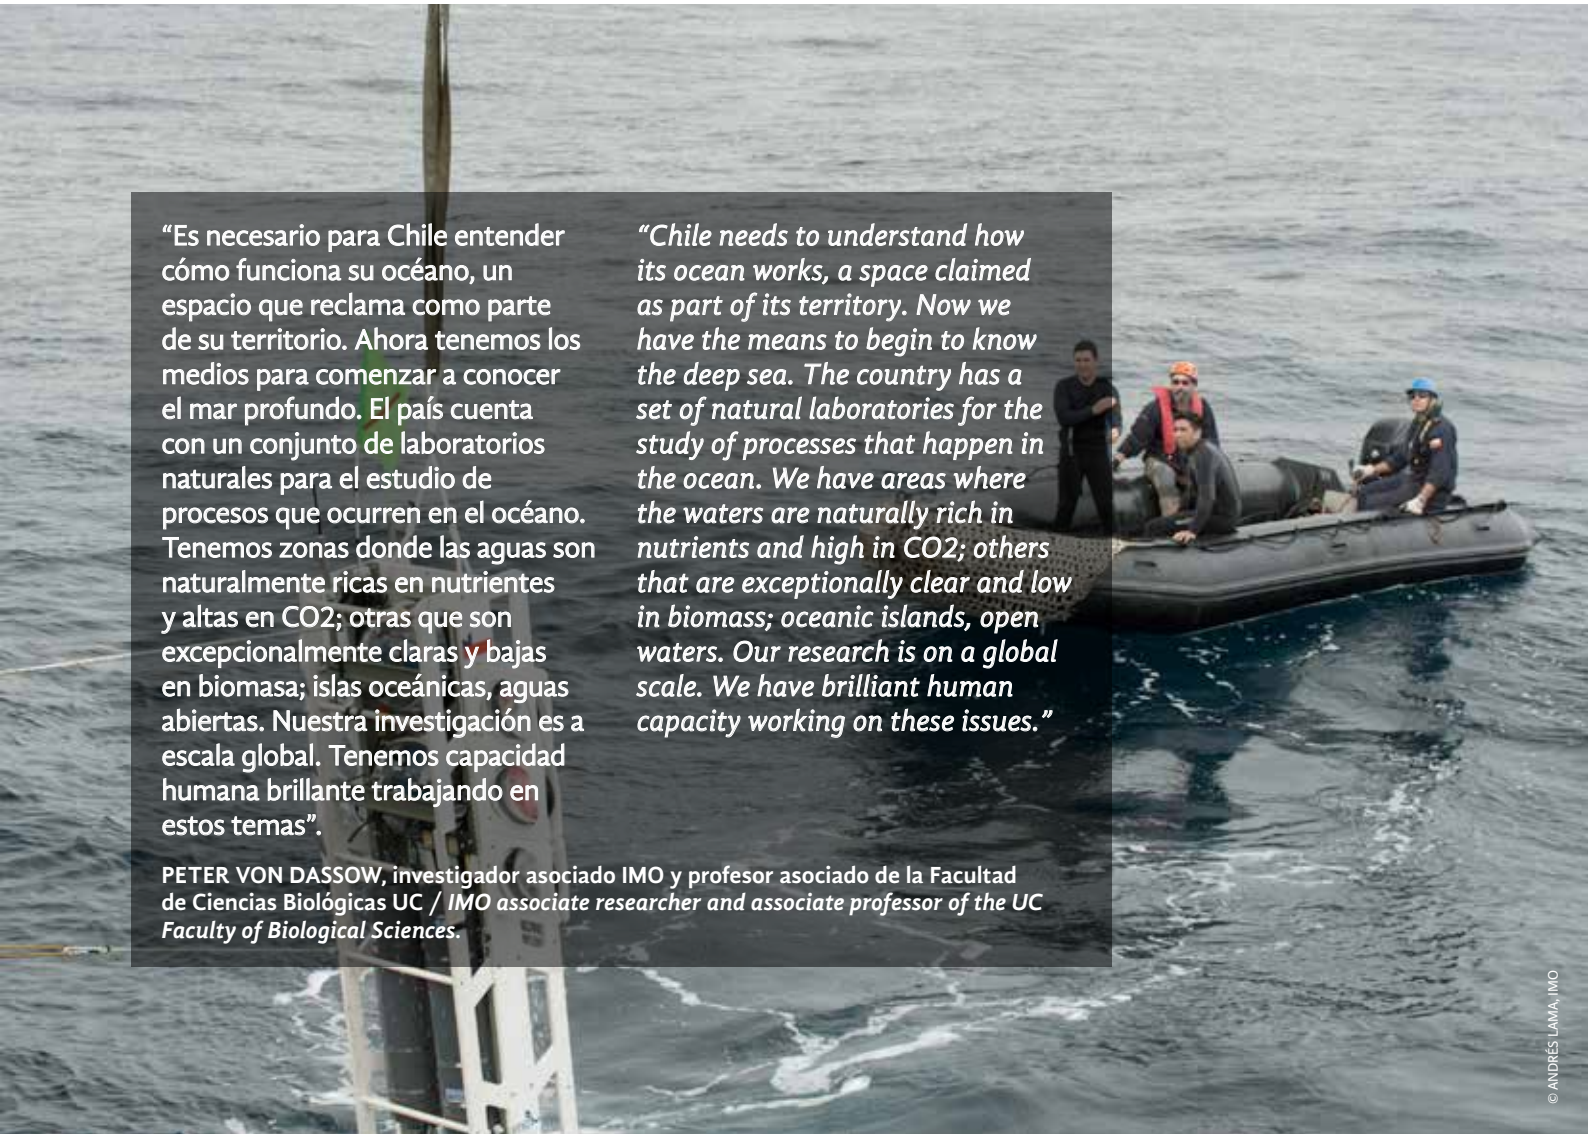 “Es necesario para Chile entender
cómo funciona su océano, un
espacio que reclama como parte
de su territorio. Ahora tenemos los
medios para comenzar a conocer
el mar profundo. El país cuenta
con un conjunto de laboratorios
naturales para el estudio de
procesos que ocurren en el océano.
Tenemos zonas donde las aguas son
naturalmente ricas en nutrientes
y altas en CO2; otras que son
excepcionalmente claras y bajas
en biomasa; islas oceánicas, aguas
abiertas. Nuestra investigación es a
escala global. Tenemos capacidad
humana brillante trabajando en
estos temas”.
“Chile needs to understand how
its ocean works, a space claimed
as part of its territory. Now we
have the means to begin to know
the deep sea. The country has a
set of natural laboratories for the
study of processes that happen in
the ocean. We have areas where
the waters are naturally rich in
nutrients and high in CO2; others
that are exceptionally clear and low
in biomass; oceanic islands, open
waters. Our research is on a global
scale. We have brilliant human
capacity working on these issues.”
PETER VON DASSOW, investigador asociado IMO y profesor asociado de la Facultad
de Ciencias Biológicas UC / IMO associate researcher and associate professor of the UC
Faculty of Biological Sciences.
© ANDRÉS LAMA, IMO